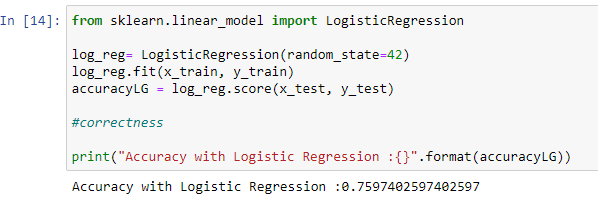 In [14]: from sklearn.linear_model import LogisticRegression
log_reg= LogisticRegression(random_state=42)
log_reg.fit(x_train, y_train)
accuracyLG = log_reg.score(x_test, y_test)
#correctness
print("Accuracy with Logistic Regression :{}".format(accuracyLG))
Accuracy with Logistic Regression :0.7597402597402597